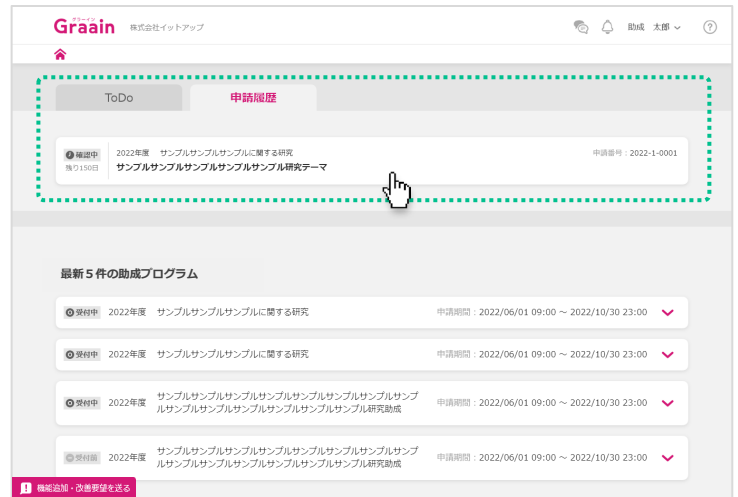 グラーイン
Graain 株式会社イットアップ 助成 太郎
ToDo 申請履歴
確認中 2022年度 サンプルサンプルサンプルに関する研究 申請番号：2022-1-0001
残り150日 サンプルサンプルサンプルサンプルサンプル研究テーマ
最新５件の助成プログラム
受付中 2022年度 サンプルサンプルサンプルに関する研究 申請期間：2022/06/01 09:00 ～ 2022/10/30 23:00
受付中 2022年度 サンプルサンプルサンプルに関する研究 申請期間：2022/06/01 09:00 ～ 2022/10/30 23:00
受付中 2022年度 サンプルサンプルサンプルサンプルサンプルサンプルサンプルサンプ 申請期間：2022/06/01 09:00 ～ 2022/10/30 23:00
ルサンプルサンプルサンプルサンプルサンプルサンプル研究助成
受付前 2022年度 サンプルサンプルサンプルサンプルサンプルサンプルサンプルサンプ 申請期間：2022/06/01 09:00 ～ 2022/10/30 23:00
ルサンプルサンプルサンプルサンプルサンプルサンプル研究助成
機能追加・改善要望を送る